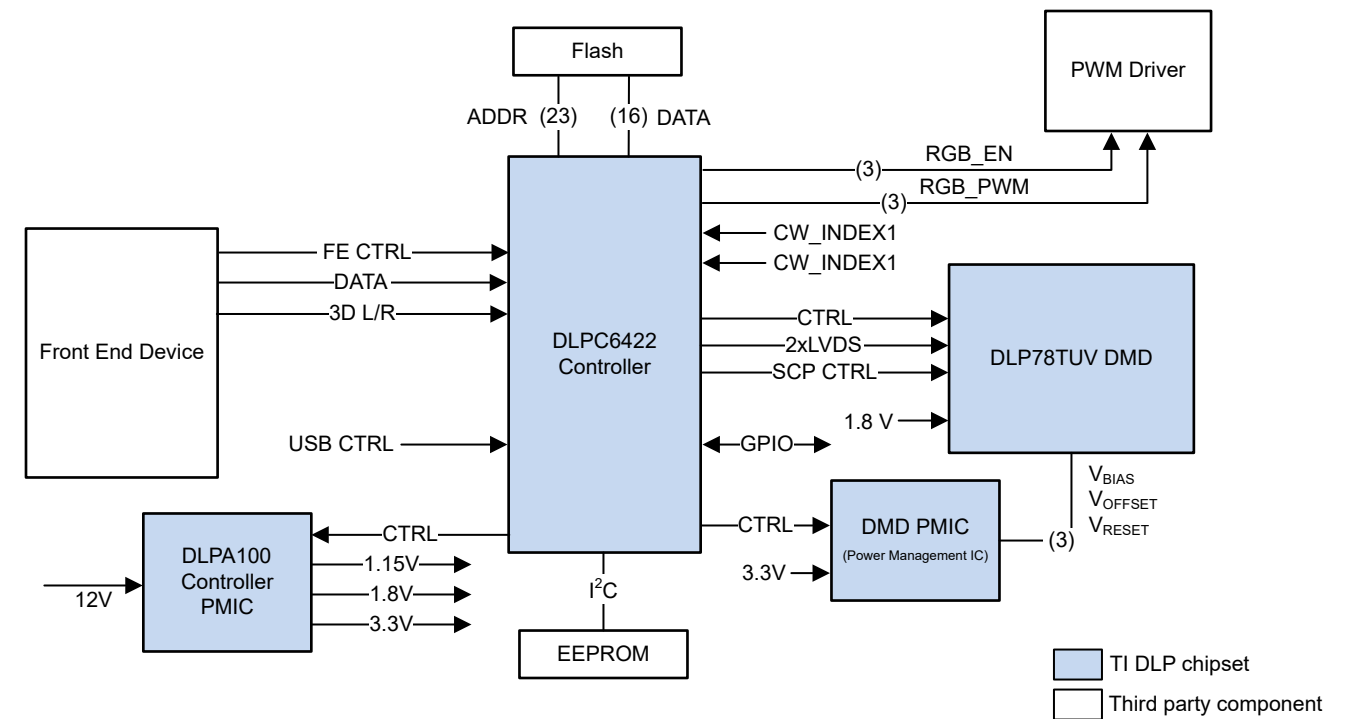 Flash
PWM Driver
ADDR (23) (16) DATA
RGB_EN
(3)
RGB_PWM
(3)
CW_INDEX1
CW_INDEX1
Front End Device
FE CTRL
DATA
3D L/R
USB CTRL
DLPC6422
Controller
CTRL
2xLVDS
SCP CTRL
1.8 V
GPIO
DLP78TUV DMD
V_BIAS
V_OFFSET
V_RESET
(3)
CTRL
3.3V
DMD PMIC
(Power Management IC)
12V
DLPA100
Controller
PMIC
CTRL
1.15V
1.8V
3.3V
I²C
EEPROM
TI DLP chipset
Third party component